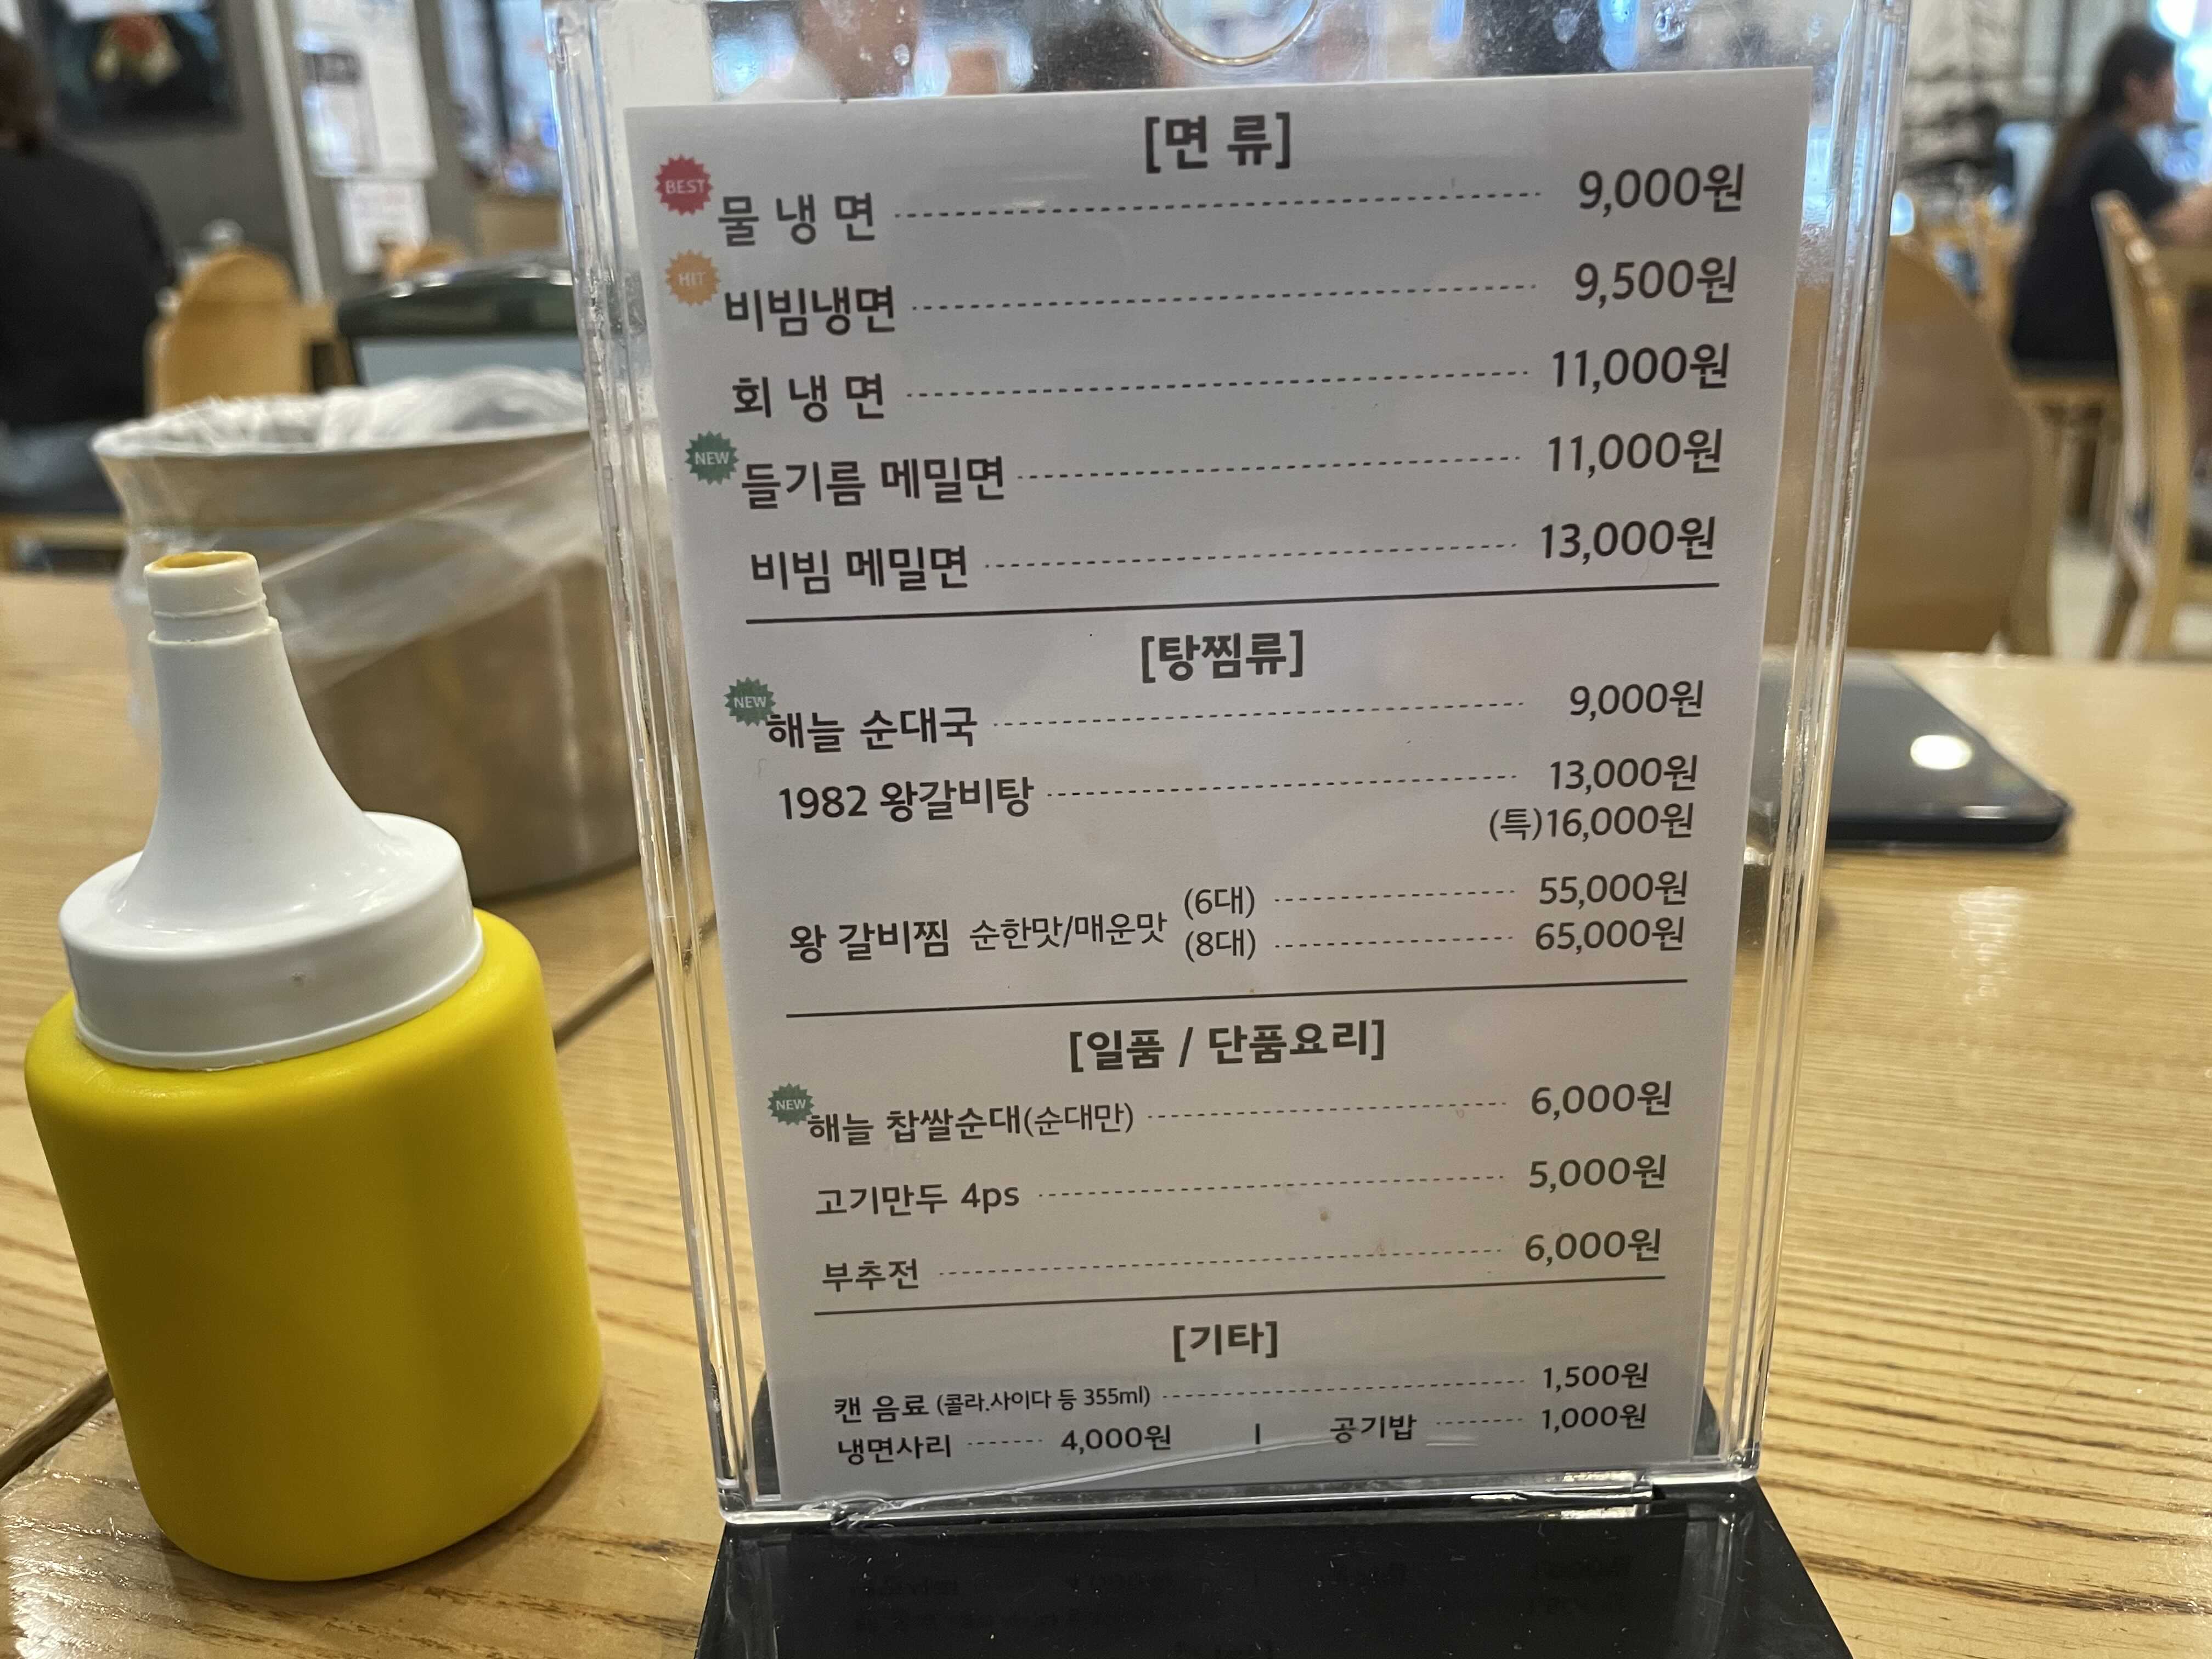 [면 류]
BEST 물 냉 면 9,000원
HIT 비빔냉면 9,500원
회 냉 면 11,000원
NEW 들기름 메밀면 11,000원
비빔 메밀면 13,000원
[탕찜류]
NEW 해늘 순대국 9,000원
1982 왕갈비탕 13,000원
(특)16,000원
왕 갈비찜 순한맛/매운맛 (6대) 55,000원
(8대) 65,000원
[일품 / 단품요리]
NEW 해늘 찹쌀순대(순대만) 6,000원
고기만두 4ps 5,000원
부추전 6,000원
[기타]
캔 음료 (콜라.사이다 등 355ml) 1,500원
냉면사리 4,000원 | 공기밥 1,000원